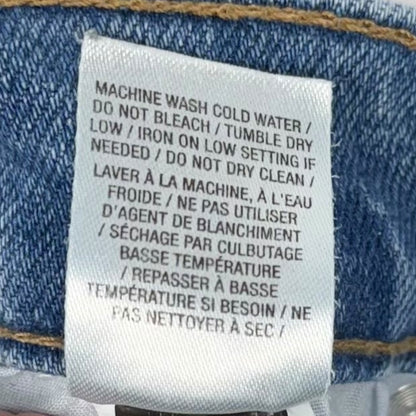 MACHINE WASH COLD WATER /
DO NOT BLEACH / TUMBLE DRY
LOW / IRON ON LOW SETTING IF
NEEDED / DO NOT DRY CLEAN /
LAVER À LA MACHINE, À L'EAU
FROIDE / NE PAS UTILISER
D'AGENT DE BLANCHIMENT
/ SÉCHAGE PAR CULBUTAGE
BASSE TEMPÉRATURE
/ REPASSER À BASSE
TEMPÉRATURE SI BESOIN / NE
PAS NETTOYER À SEC /